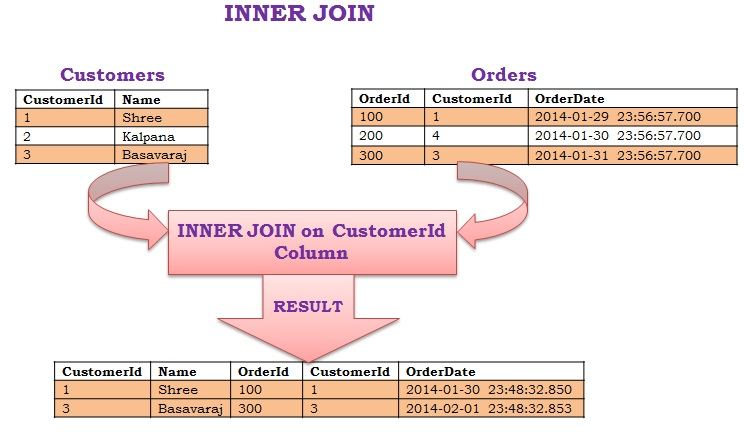 INNER JOIN
Customers
CustomerId Name
1 Shree
2 Kalpana
3 Basavaraj
Orders
OrderId CustomerId OrderDate
100 1 2014-01-29 23:56:57.700
200 4 2014-01-30 23:56:57.700
300 3 2014-01-31 23:56:57.700
INNER JOIN on CustomerId
Column
RESULT
CustomerId Name OrderId CustomerId OrderDate
1 Shree 100 1 2014-01-30 23:48:32.850
3 Basavaraj 300 3 2014-02-01 23:48:32.853